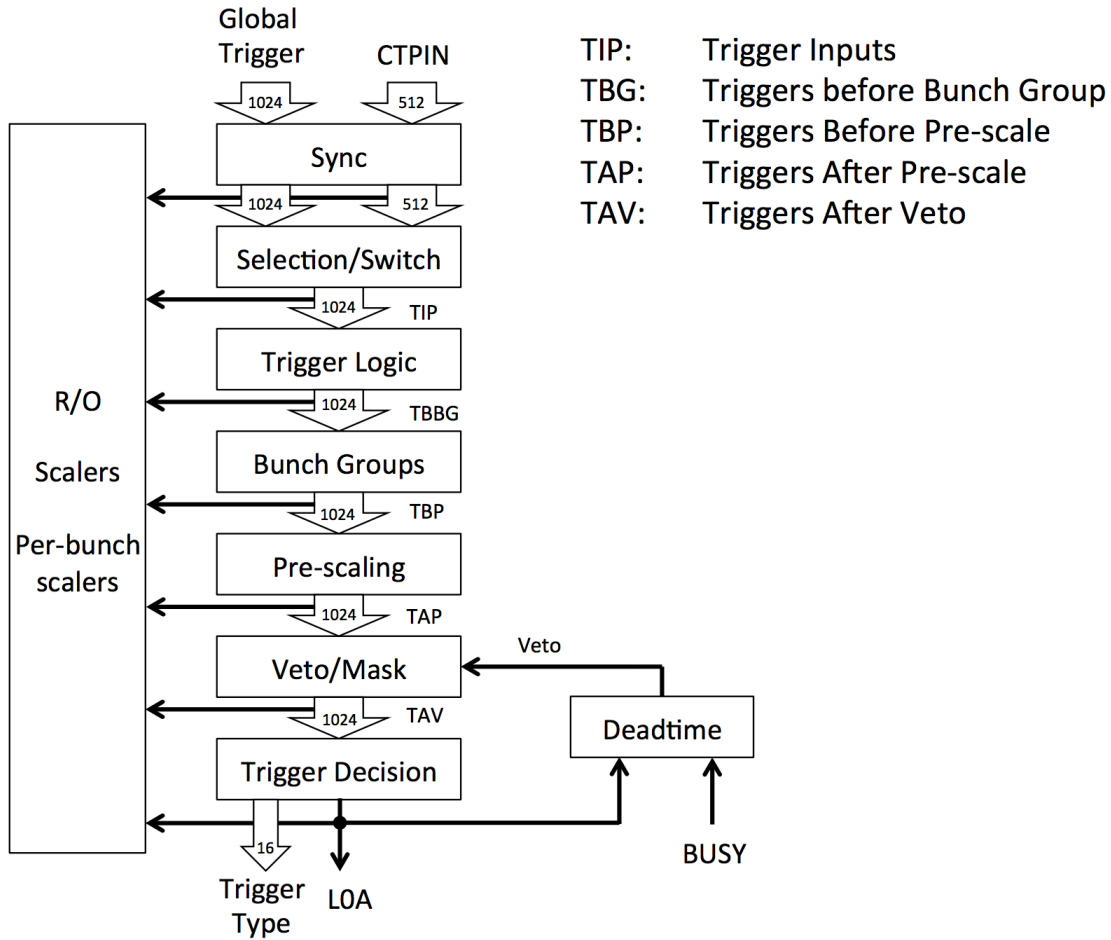 Global
Trigger
CTPIN
1024
512
Sync
1024
512
Selection/Switch
1024
TIP
Trigger Logic
1024
TBBG
Bunch Groups
1024
TBP
Pre-scaling
1024
TAP
Veto/Mask
1024
TAV
Trigger Decision
16
Trigger
Type
L0A
R/O
Scalers
Per-bunch
scalers
Veto
Deadtime
BUSY
TIP: Trigger Inputs
TBG: Triggers before Bunch Group
TBP: Triggers Before Pre-scale
TAP: Triggers After Pre-scale
TAV: Triggers After Veto